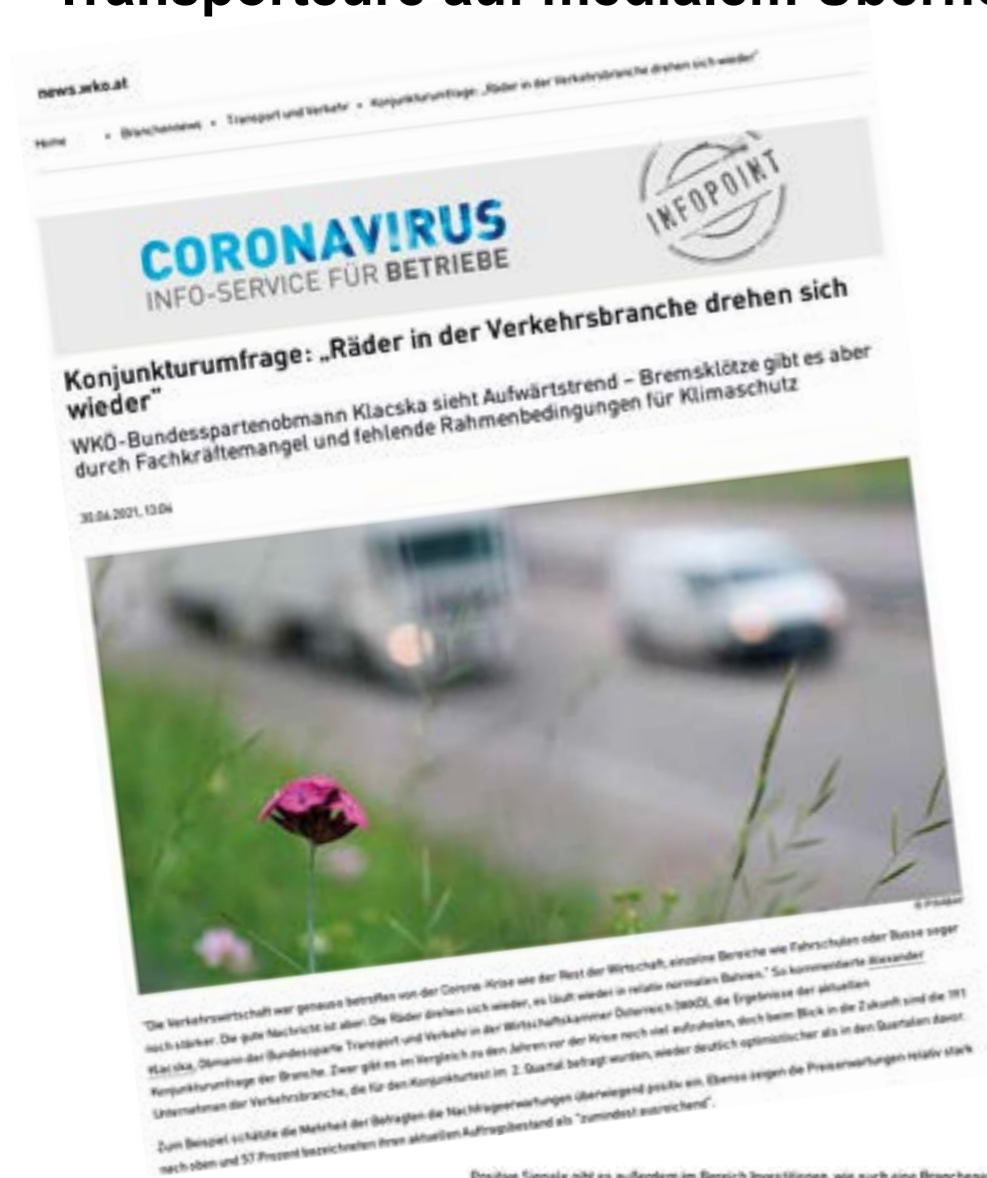 Transporteure auf medialem
news.wko.at
Home • Branchennews • Transport und Verkehr • Konjunkturumfrage: „Räder in der Verkehrsbranche drehen sich wieder“
INFOPOINT
CORONAV!RUS
INFO-SERVICE FÜR BETRIEBE
Konjunkturumfrage: „Räder in der Verkehrsbranche drehen sich
wieder“
WKÖ-Bundesspartenobmann Klacska sieht Aufwärtstrend – Bremsklötze gibt es aber
durch Fachkräftemangel und fehlende Rahmenbedingungen für Klimaschutz
30.06.2021, 13:06
© PIXABAY
"Die Verkehrswirtschaft war genauso betroffen von der Corona-Krise wie der Rest der Wirtschaft, einzelne Bereiche wie Fahrschulen oder Busse sogar
noch stärker. Die gute Nachricht ist aber: Die Räder drehen sich wieder, es läuft wieder in relativ normalen Bahnen." So kommentierte Alexander
Klacska, Obmann der Bundessparte Transport und Verkehr in der Wirtschaftskammer Österreich (WKÖ), die Ergebnisse der aktuellen
Konjunkturumfrage der Branche. Zwar gibt es im Vergleich zu den Jahren vor der Krise noch viel aufzuholen, doch beim Blick in die Zukunft sind die 191
Unternehmen der Verkehrsbranche, die für den Konjunkturtest im 2. Quartal befragt wurden, wieder deutlich optimistischer als in den Quartalen davor.
Zum Beispiel schätzte die Mehrheit der Befragten die Nachfrageerwartungen überwiegend positiv ein. Ebenso zeigen die Preiserwartungen relativ stark
nach oben und 57 Prozent bezeichneten ihren aktuellen Auftragsbestand als "zumindest ausreichend".
Positive Signale gibt es außerdem im Bereich Investitionen, wie auch eine